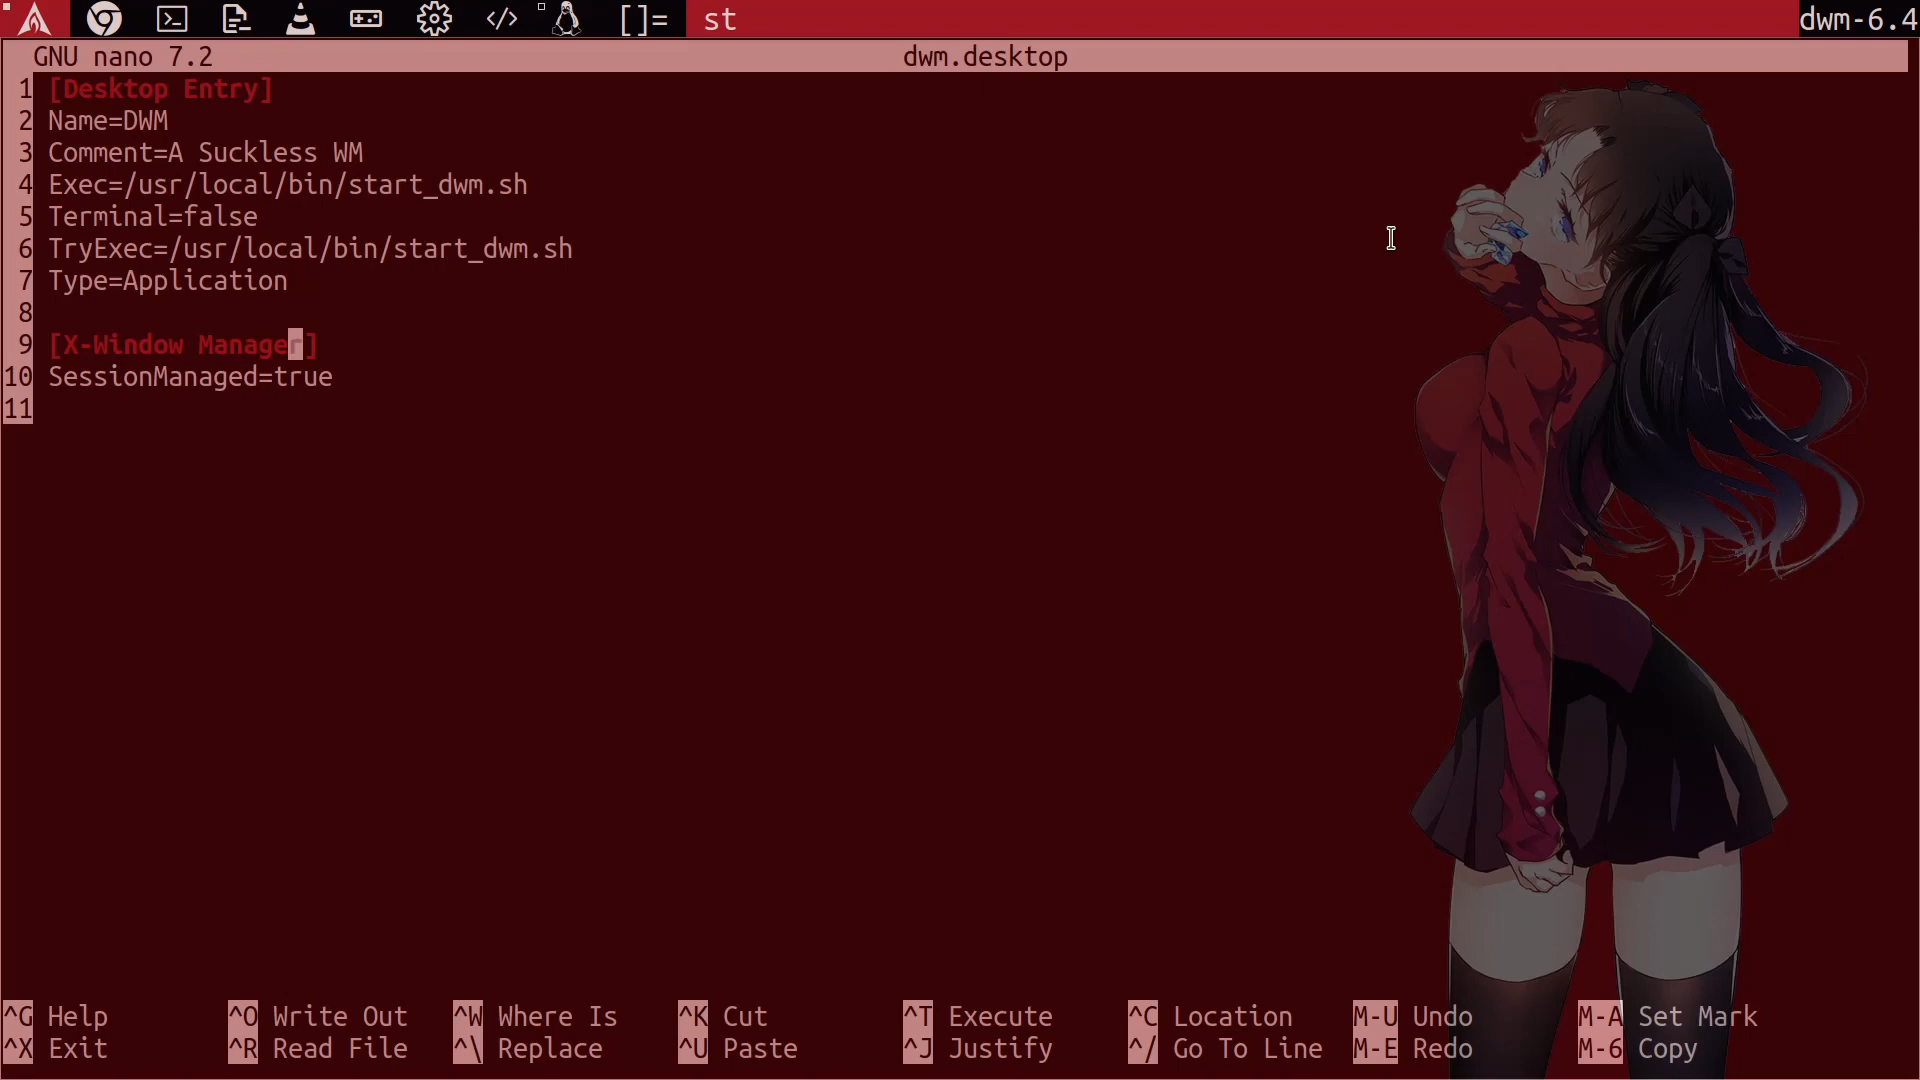 </> []= st dwm-6.4
GNU nano 7.2 dwm.desktop
1 [Desktop Entry]
2 Name=DWM
3 Comment=A Suckless WM
4 Exec=/usr/local/bin/start_dwm.sh
5 Terminal=false
6 TryExec=/usr/local/bin/start_dwm.sh
7 Type=Application
8
9 [X-Window Manager]
10 SessionManaged=true
11
^G Help ^O Write Out ^W Where Is ^K Cut ^T Execute ^C Location M-U Undo M-A Set Mark
^X Exit ^R Read File ^\ Replace ^U Paste ^J Justify ^/ Go To Line M-E Redo M-6 Copy